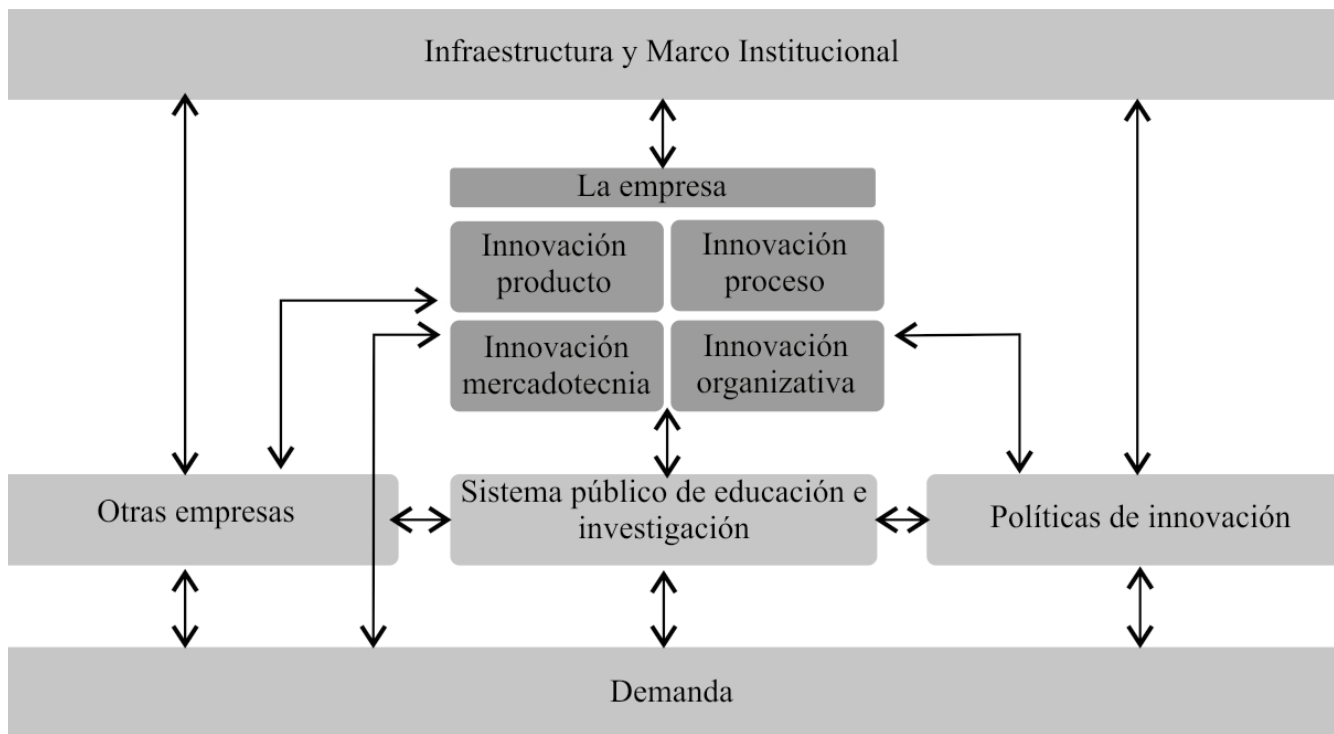 Infraestructura y Marco Institucional
La empresa
Innovación
producto
Innovación
proceso
Innovación
mercadotecnia
Innovación
organizativa
Otras empresas
Sistema público de educación e
investigación
Políticas de innovación
Demanda